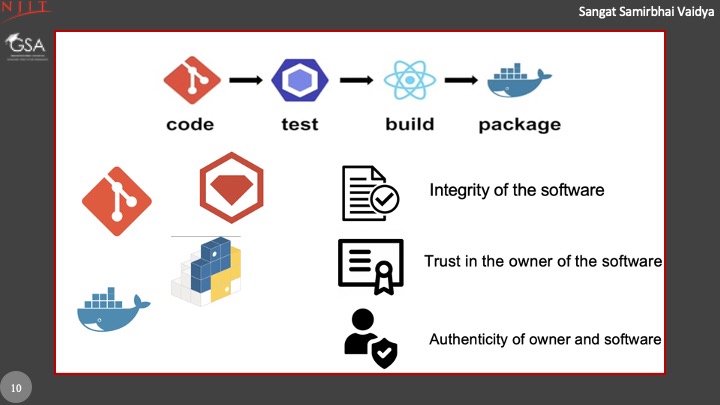 NJIT
Sangat Samirbhai Vaidya
GSA
code
test
build
package
Integrity of the software
Trust in the owner of the software
Authenticity of owner and software
10